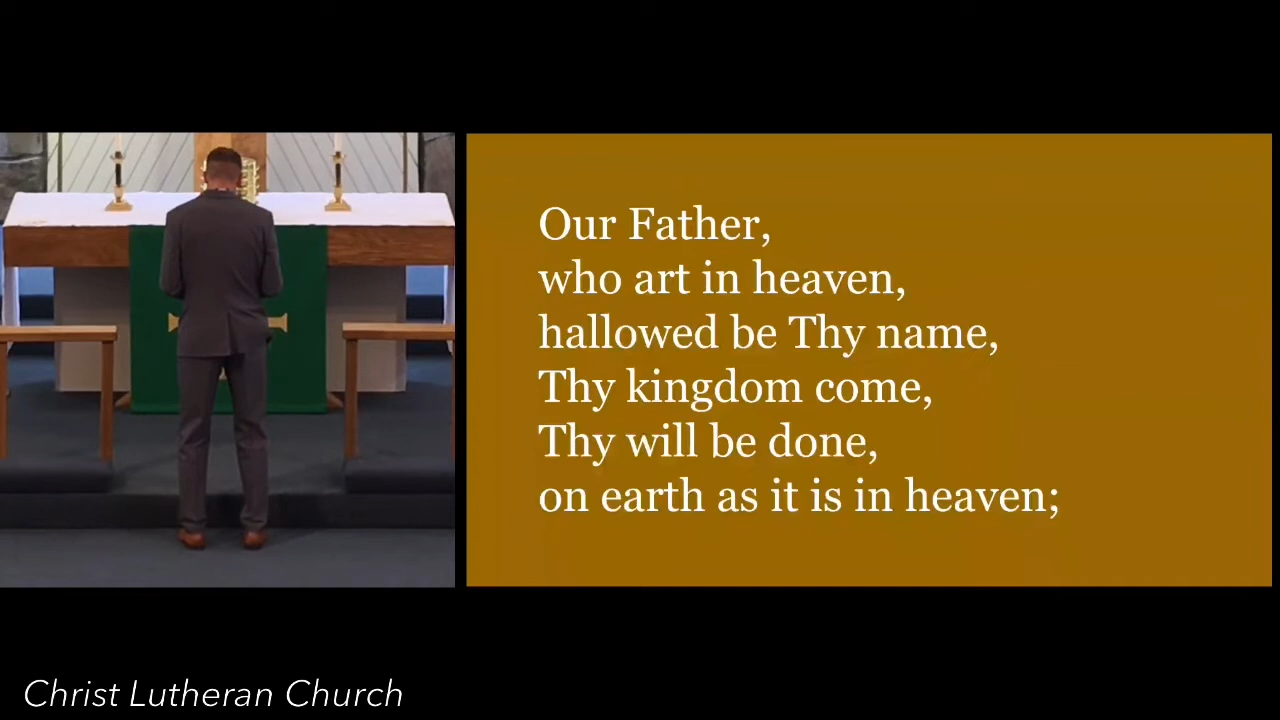 Our Father,
who art in heaven,
hallowed be Thy name,
Thy kingdom come,
Thy will be done,
on earth as it is in heaven;
Christ Lutheran Church